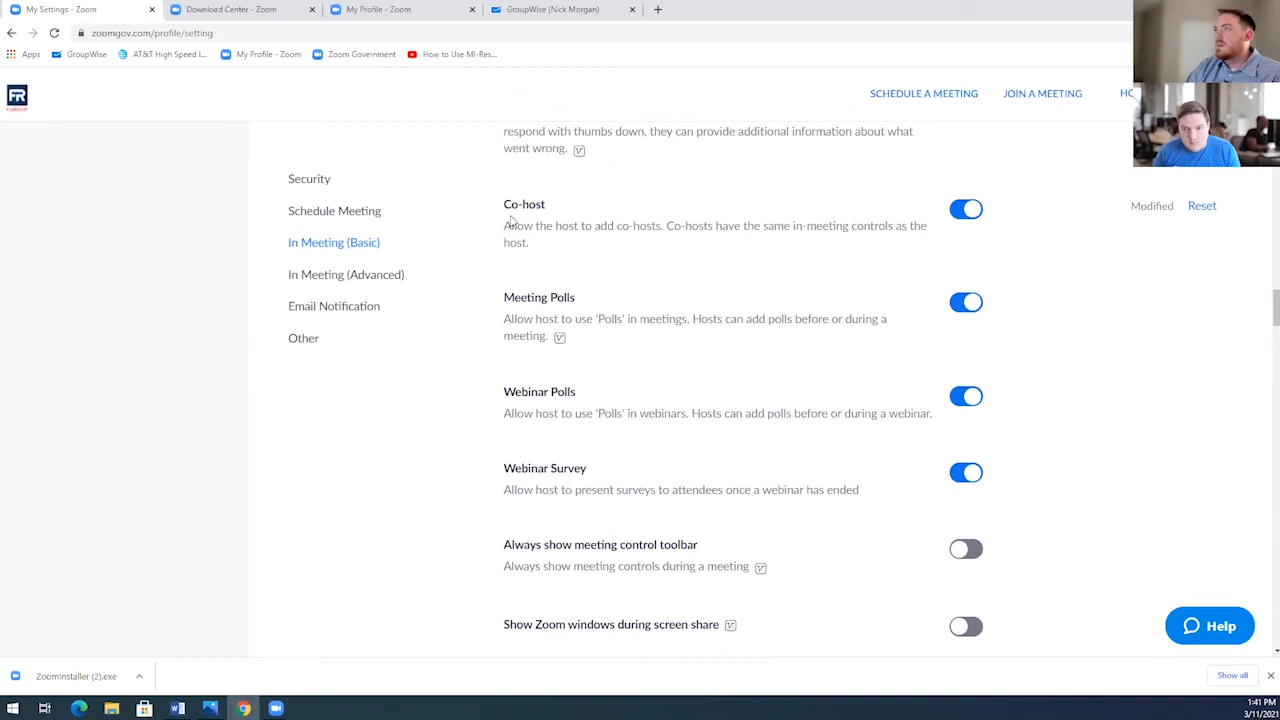 My Settings - Zoom
Download Center - Zoom
My Profile - Zoom
GroupWise (Nick Morgan)
zoomgov.com/profile/setting
Apps
GroupWise
AT&T High Speed I...
My Profile - Zoom
Zoom Government
How to Use MI-Res...
FR
SCHEDULE A MEETING
JOIN A MEETING
HO
respond with thumbs down, they can provide additional information about what
went wrong.
Security
Schedule Meeting
In Meeting (Basic)
In Meeting (Advanced)
Email Notification
Other
Co-host
Modified
Reset
Allow the host to add co-hosts. Co-hosts have the same in-meeting controls as the
host.
Meeting Polls
Allow host to use 'Polls' in meetings. Hosts can add polls before or during a
meeting.
Webinar Polls
Allow host to use 'Polls' in webinars. Hosts can add polls before or during a webinar.
Webinar Survey
Allow host to present surveys to attendees once a webinar has ended
Always show meeting control toolbar
Always show meeting controls during a meeting
Show Zoom windows during screen share
Help
ZoomInstaller (2).exe
Show all
1:41 PM
3/11/2021